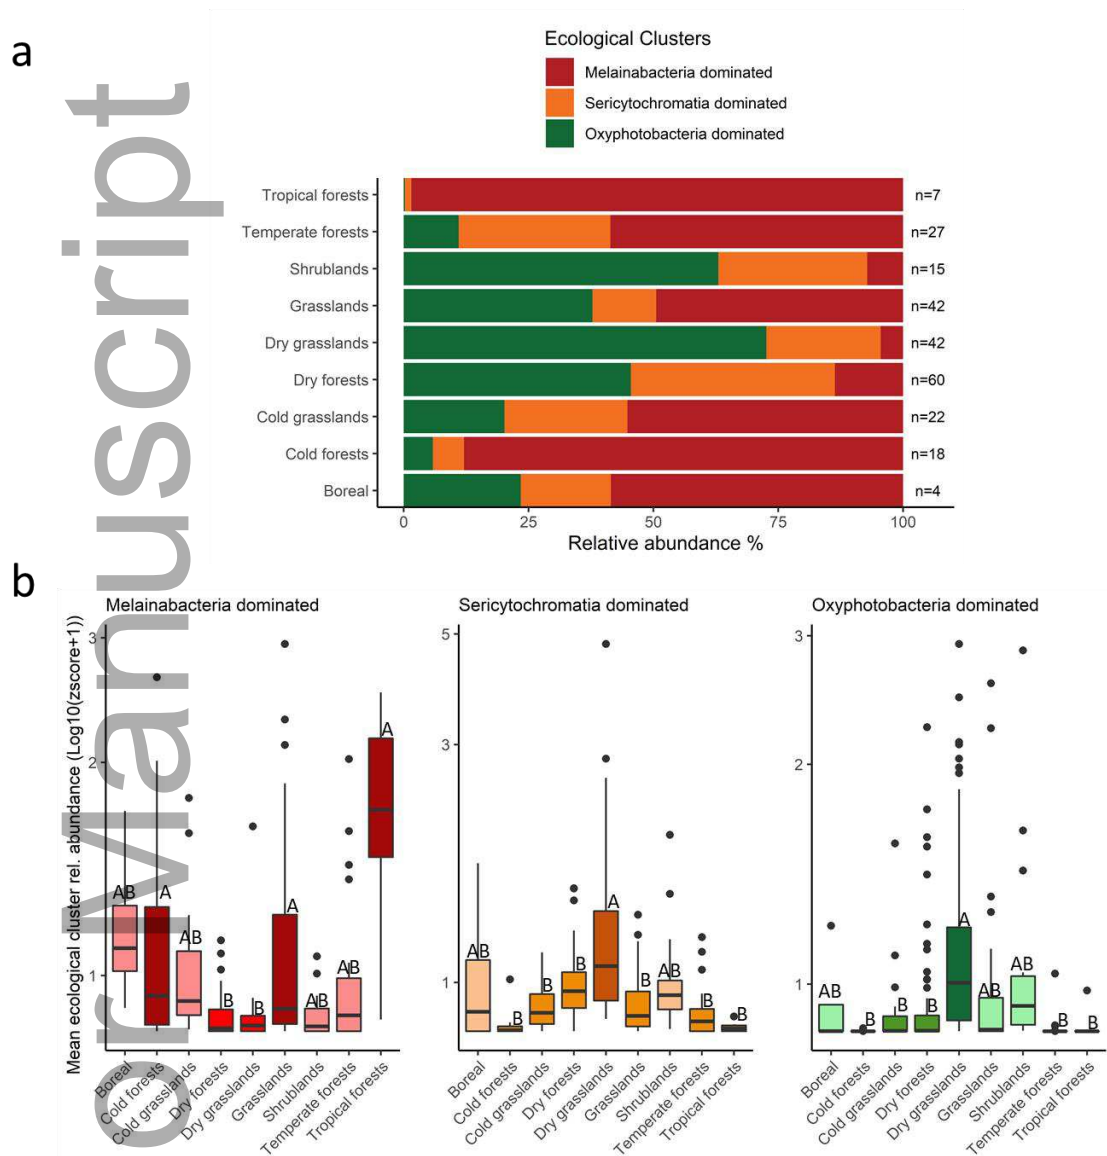 a
Ecological Clusters
Melainabacteria dominated
Sericytochromatia dominated
Oxyphotobacteria dominated
Tropical forests
n=7
Temperate forests
n=27
Shrublands
n=15
Grasslands
n=42
Dry grasslands
n=42
Dry forests
n=60
Cold grasslands
n=22
Cold forests
n=18
Boreal
n=4
0 25 50 75 100
Relative abundance %
b
Melainabacteria dominated
Mean ecological cluster rel. abundance (Log10(zscore+1))
3
2
1
AB A AB B B A AB AB A
Boreal
Cold forests
Cold grasslands
Dry forests
Dry grasslands
Grasslands
Shrublands
Temperate forests
Tropical forests
Sericytochromatia dominated
5
3
1
AB B B B A B AB B B
Boreal
Cold forests
Cold grasslands
Dry forests
Dry grasslands
Grasslands
Shrublands
Temperate forests
Tropical forests
Oxyphotobacteria dominated
3
2
1
AB B B B A AB AB B B
Boreal
Cold forests
Cold grasslands
Dry forests
Dry grasslands
Grasslands
Shrublands
Temperate forests
Tropical forests
or Manuscript